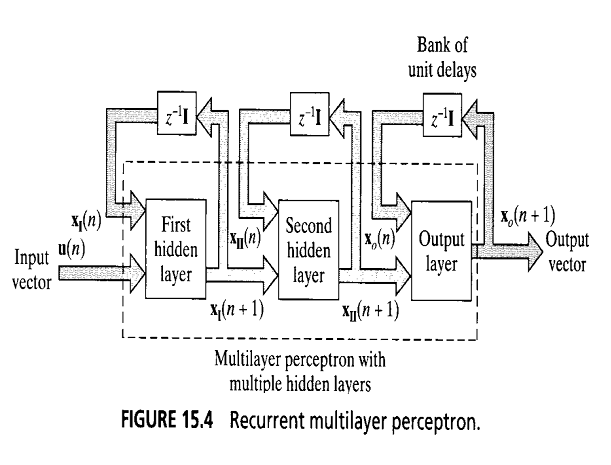 Bank of
unit delays
z⁻¹I
z⁻¹I
z⁻¹I
x_I(n)
u(n)
Input
vector
First
hidden
layer
x_I(n + 1)
x_II(n)
Second
hidden
layer
x_II(n + 1)
x_o(n)
Output
layer
x_o(n + 1)
Output
vector
Multilayer perceptron with
multiple hidden layers
FIGURE 15.4 Recurrent multilayer perceptron.